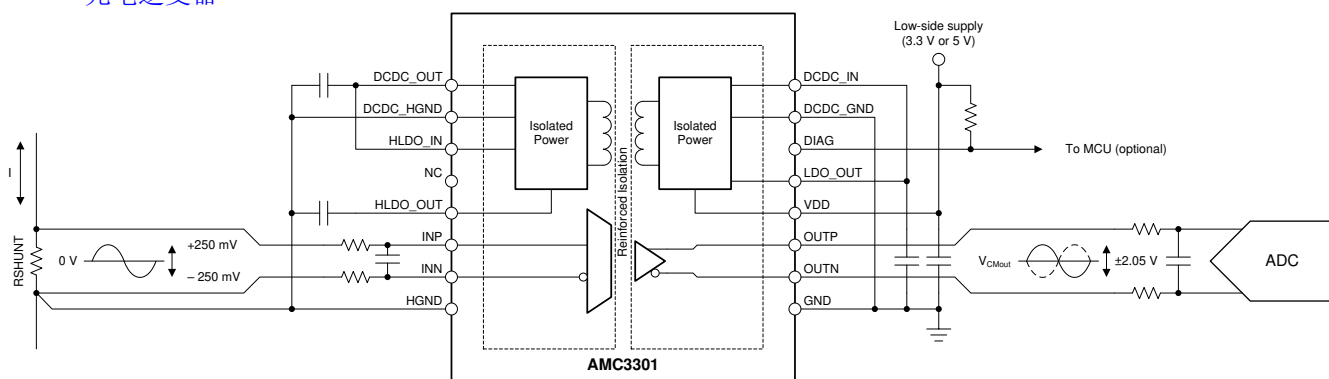 Low-side supply
(3.3 V or 5 V)
DCDC_OUT
DCDC_HGND
HLDO_IN
NC
HLDO_OUT
INP
INN
HGND
Isolated
Power
Reinforced Isolation
Isolated
Power
DCDC_IN
DCDC_GND
DIAG
LDO_OUT
VDD
OUTP
OUTN
GND
To MCU (optional)
I
RSHUNT
0 V
+250 mV
– 250 mV
VCMout
±2.05 V
ADC
AMC3301